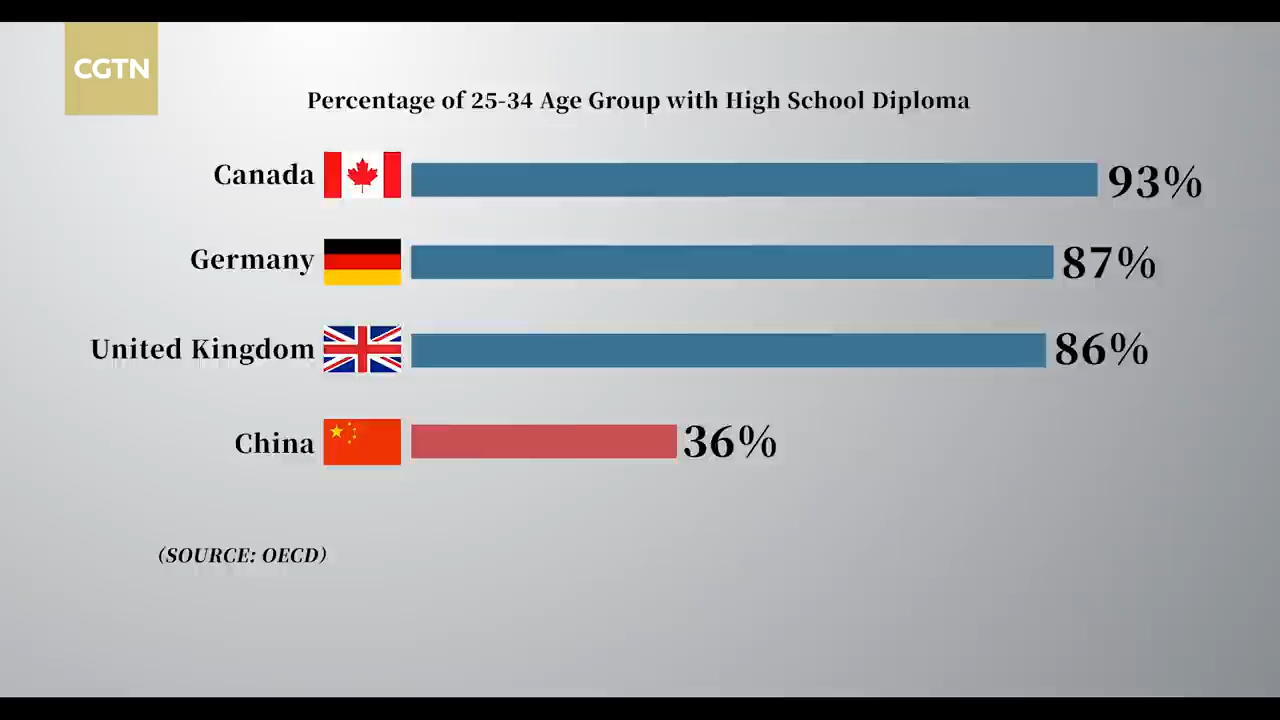 CGTN
Percentage of 25-34 Age Group with High School Diploma
Canada 93%
Germany 87%
United Kingdom 86%
China 36%
(SOURCE: OECD)